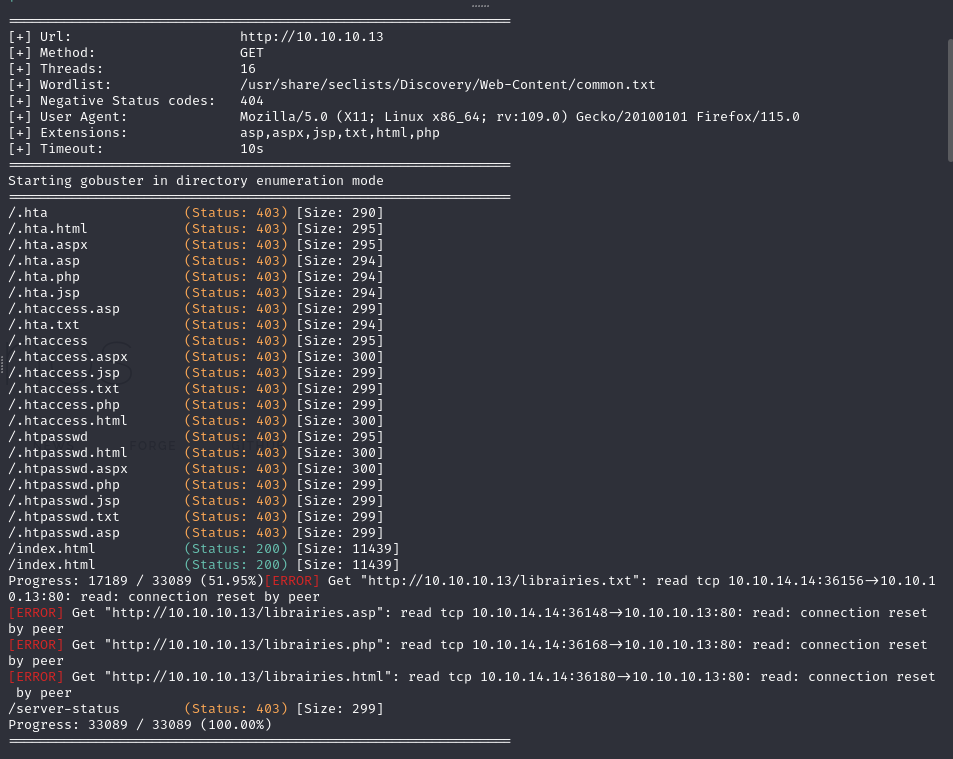 ===============================================================
[+] Url:                     http://10.10.10.13
[+] Method:                  GET
[+] Threads:                 16
[+] Wordlist:                /usr/share/seclists/Discovery/Web-Content/common.txt
[+] Negative Status codes:   404
[+] User Agent:              Mozilla/5.0 (X11; Linux x86_64; rv:109.0) Gecko/20100101 Firefox/115.0
[+] Extensions:              asp,aspx,jsp,txt,html,php
[+] Timeout:                 10s
===============================================================
Starting gobuster in directory enumeration mode
===============================================================
/.hta                 (Status: 403) [Size: 290]
/.hta.html            (Status: 403) [Size: 295]
/.hta.aspx            (Status: 403) [Size: 295]
/.hta.asp             (Status: 403) [Size: 294]
/.hta.php             (Status: 403) [Size: 294]
/.hta.jsp             (Status: 403) [Size: 294]
/.htaccess.asp        (Status: 403) [Size: 299]
/.hta.txt             (Status: 403) [Size: 294]
/.htaccess            (Status: 403) [Size: 295]
/.htaccess.aspx       (Status: 403) [Size: 300]
/.htaccess.jsp        (Status: 403) [Size: 299]
/.htaccess.txt        (Status: 403) [Size: 299]
/.htaccess.php        (Status: 403) [Size: 299]
/.htaccess.html       (Status: 403) [Size: 300]
/.htpasswd            (Status: 403) [Size: 295]
/.htpasswd.html       (Status: 403) [Size: 300]
/.htpasswd.aspx       (Status: 403) [Size: 300]
/.htpasswd.php        (Status: 403) [Size: 299]
/.htpasswd.jsp        (Status: 403) [Size: 299]
/.htpasswd.txt        (Status: 403) [Size: 299]
/.htpasswd.asp        (Status: 403) [Size: 299]
/index.html           (Status: 200) [Size: 11439]
/index.html           (Status: 200) [Size: 11439]
Progress: 17189 / 33089 (51.95%)[ERROR] Get "http://10.10.10.13/librairies.txt": read tcp 10.10.14.14:36156->10.10.1
0.13:80: read: connection reset by peer
[ERROR] Get "http://10.10.10.13/librairies.asp": read tcp 10.10.14.14:36148->10.10.10.13:80: read: connection reset
by peer
[ERROR] Get "http://10.10.10.13/librairies.php": read tcp 10.10.14.14:36168->10.10.10.13:80: read: connection reset
by peer
[ERROR] Get "http://10.10.10.13/librairies.html": read tcp 10.10.14.14:36180->10.10.10.13:80: read: connection reset
 by peer
/server-status        (Status: 403) [Size: 299]
Progress: 33089 / 33089 (100.00%)
===============================================================